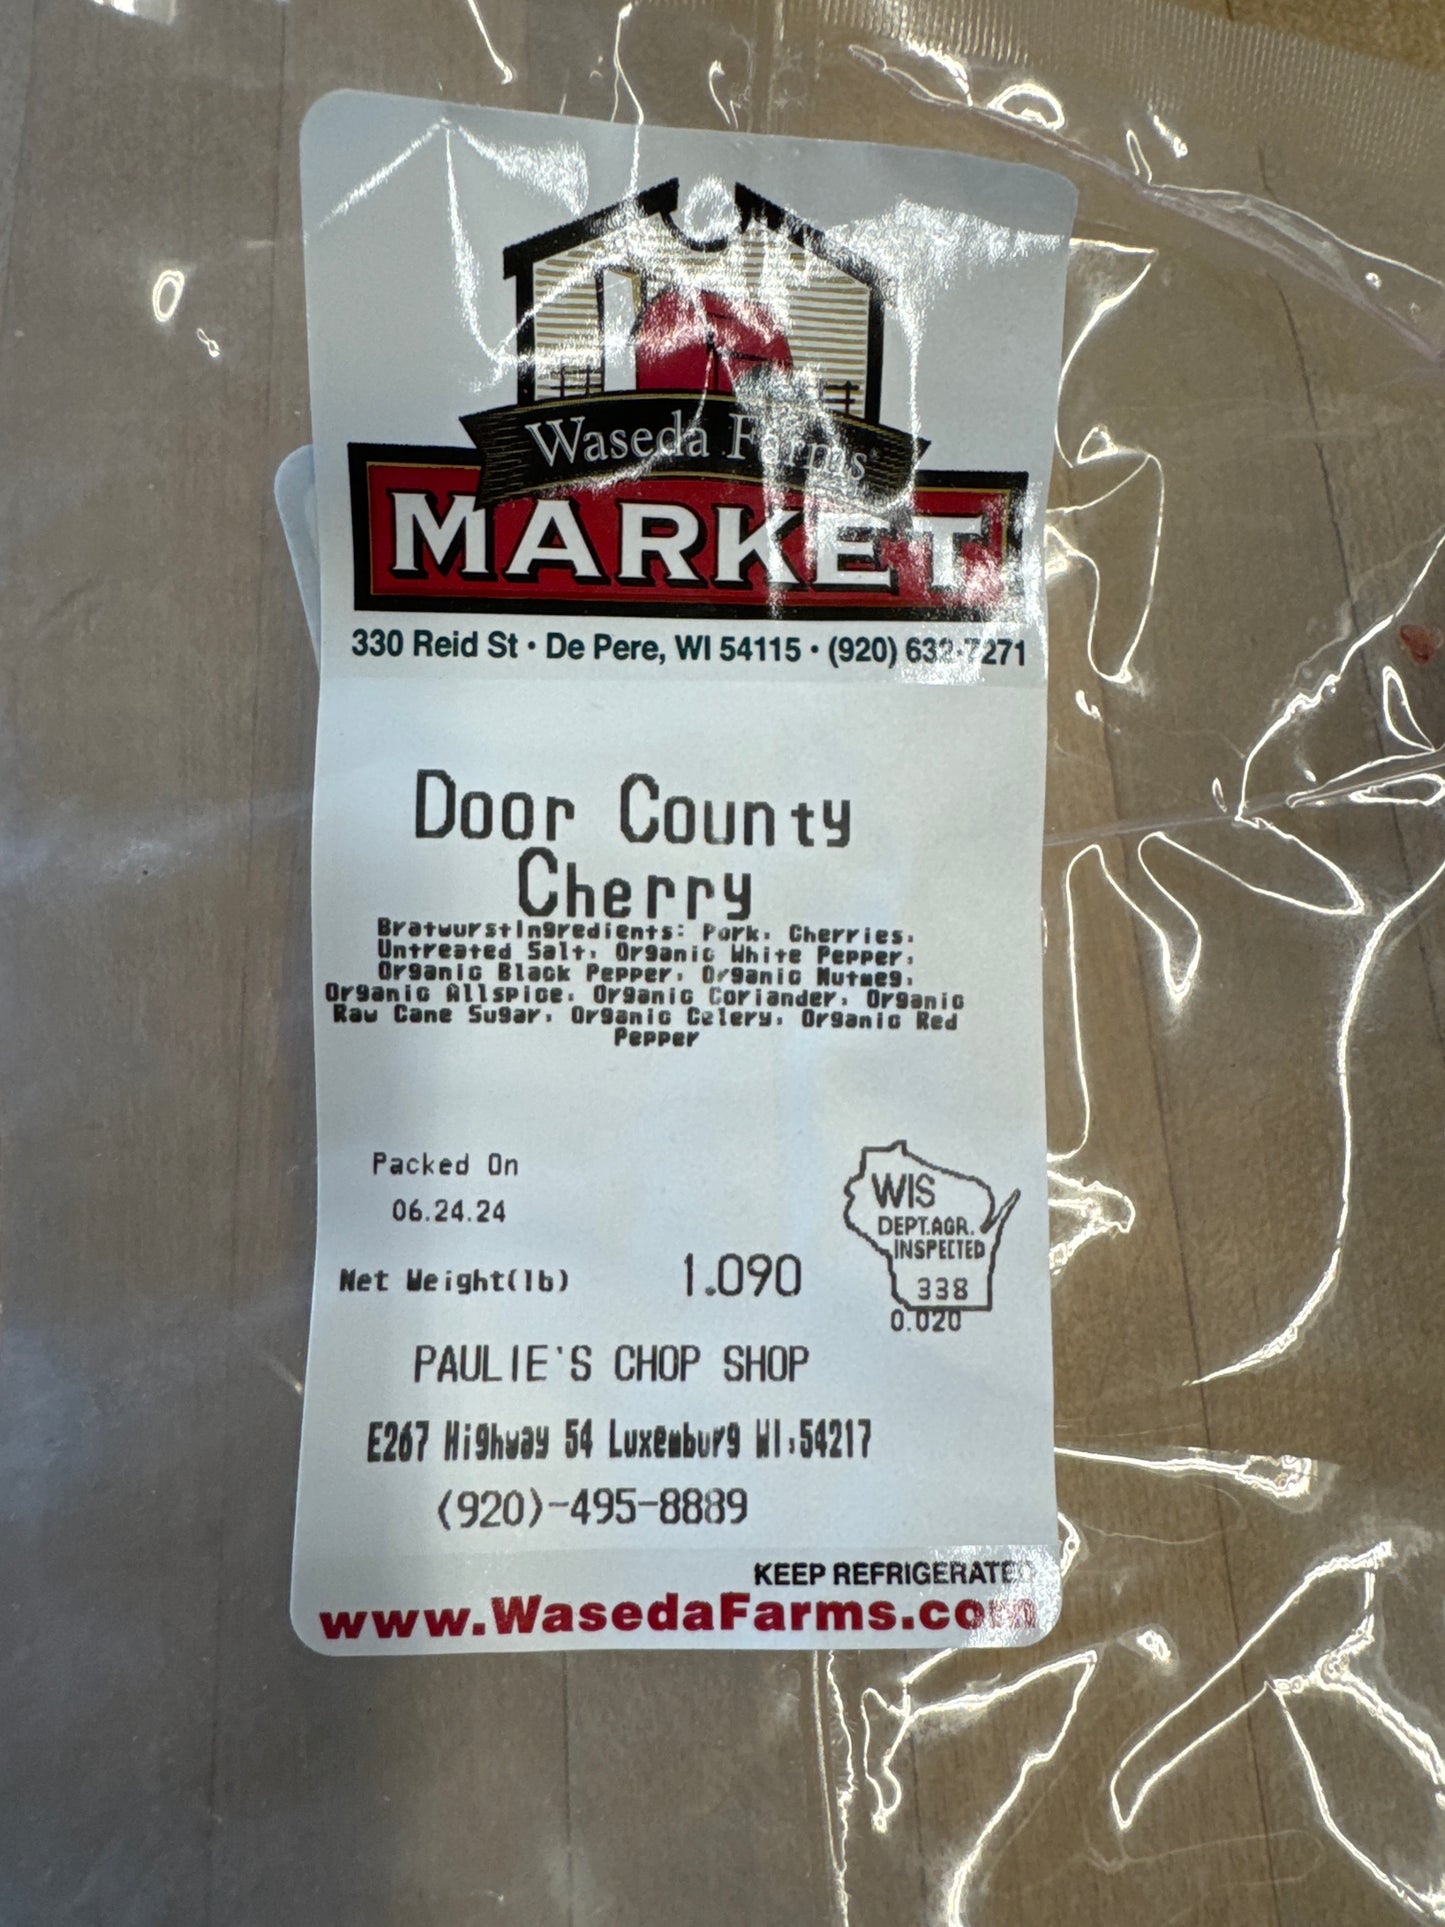 Waseda Farms
MARKET
330 Reid St • De Pere, WI 54115 • (920) 632-7271
Door County
Cherry
Bratwurst Ingredients: Pork, Cherries,
Untreated Salt, Organic White Pepper,
Organic Black Pepper, Organic Nutmeg,
Organic Allspice, Organic Coriander, Organic
Raw Cane Sugar, Organic Celery, Organic Red
Pepper
Packed On
06.24.24
WIS
DEPT.AGR.
INSPECTED
338
Net Weight(lb) 1.090
0.020
PAULIE'S CHOP SHOP
E267 Highway 54 Luxemburg WI,54217
(920)-495-8889
KEEP REFRIGERATED
www.WasedaFarms.com